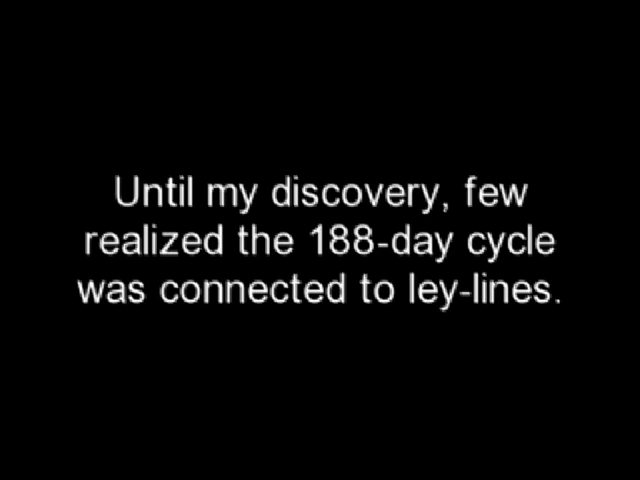 Until my discovery, few
realized the 188-day cycle
was connected to ley-lines.